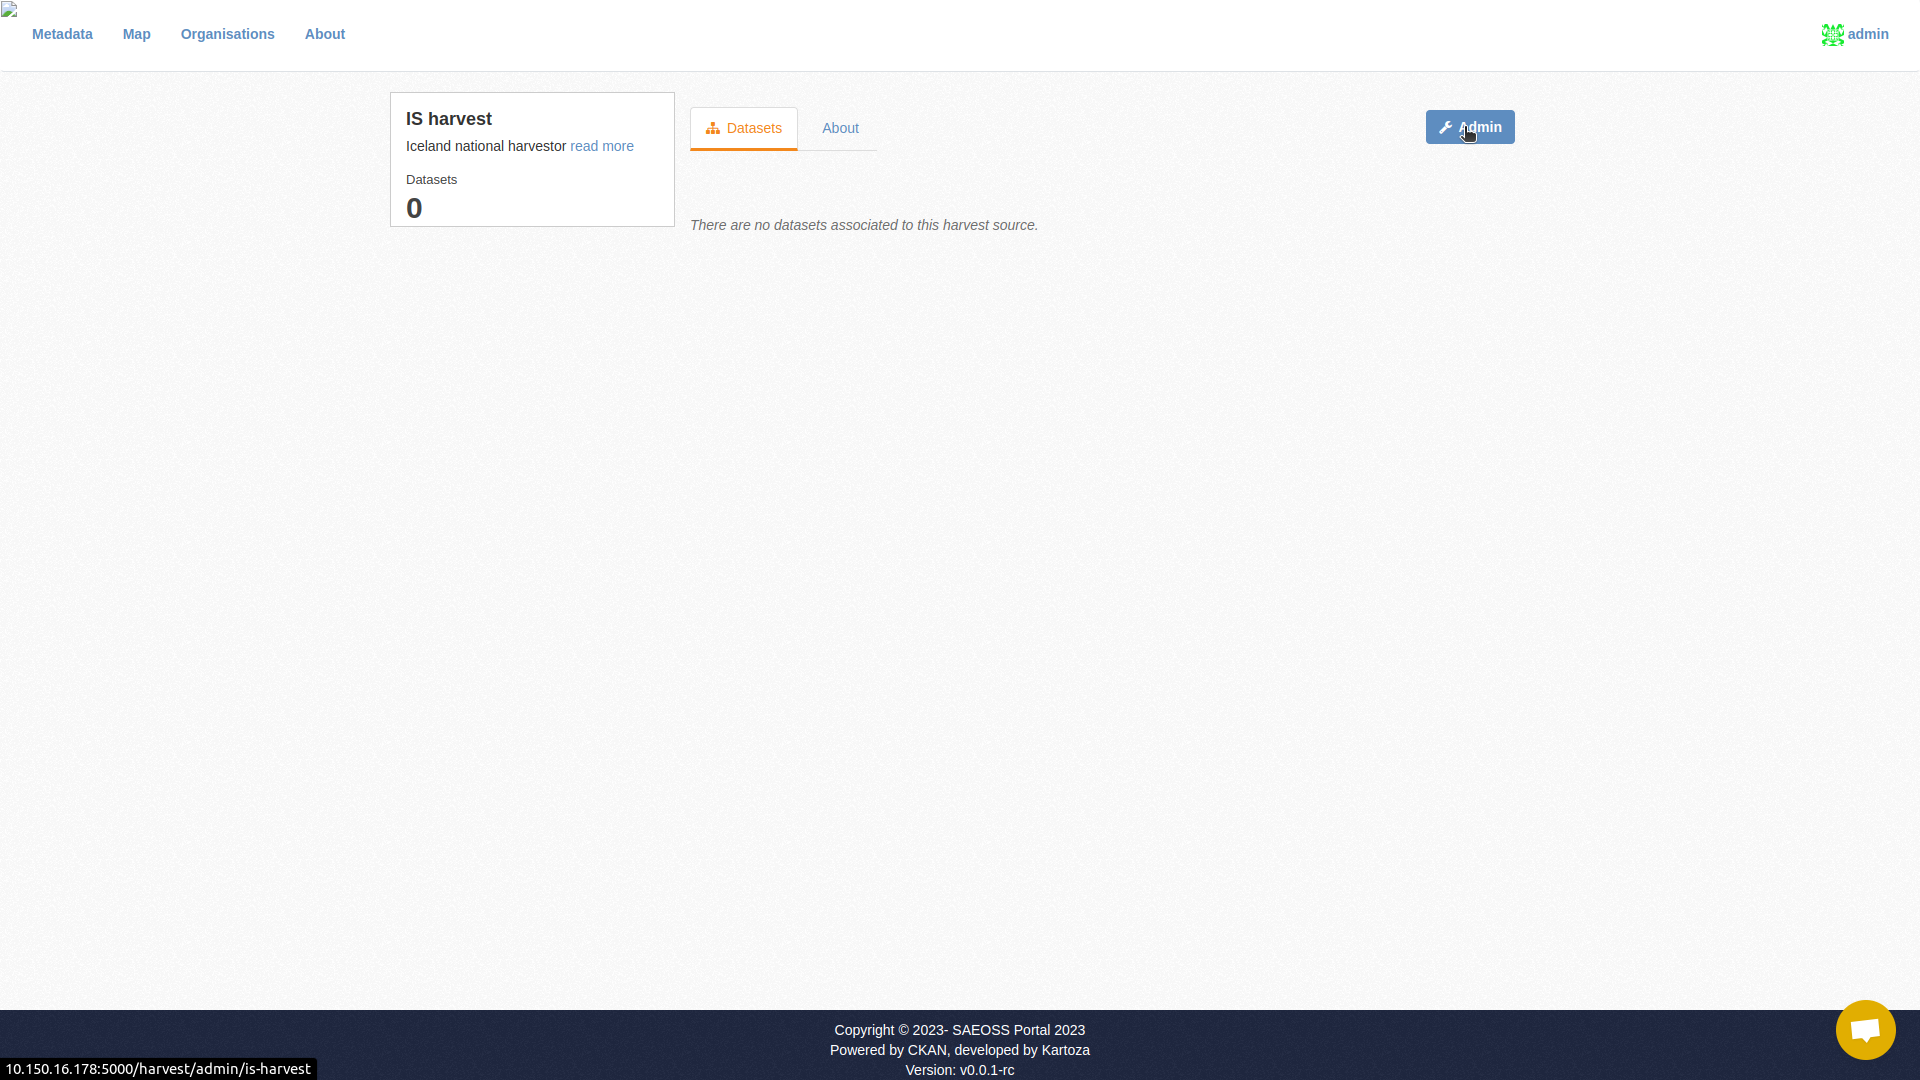 Metadata Map Organisations About admin
IS harvest
Iceland national harvestor read more
Datasets
0
Datasets About
Admin
There are no datasets associated to this harvest source.
Copyright © 2023- SAEOSS Portal 2023
Powered by CKAN, developed by Kartoza
Version: v0.0.1-rc
10.150.16.178:5000/harvest/admin/is-harvest